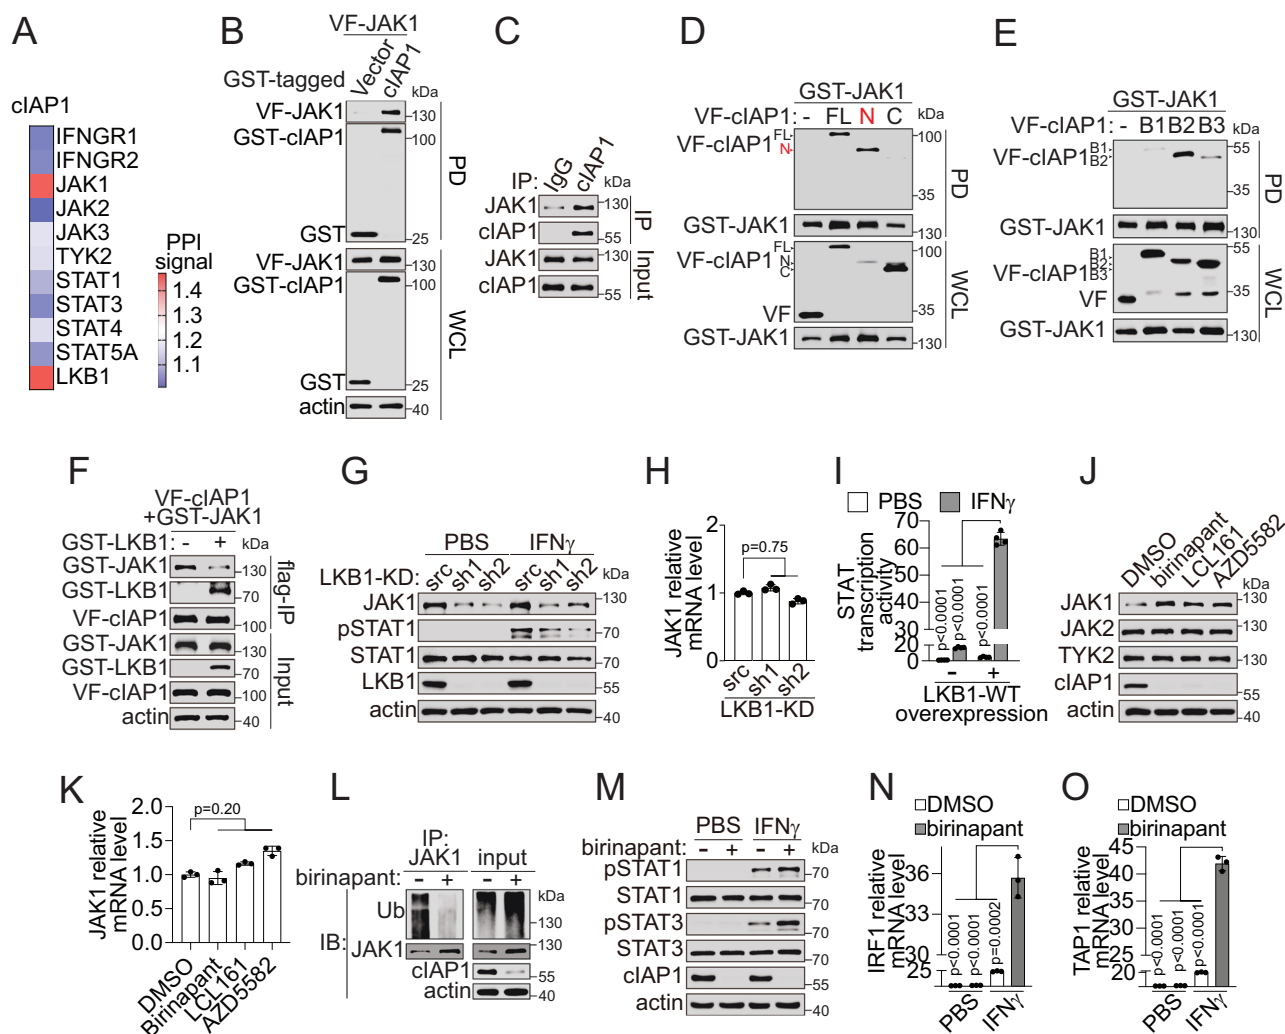 A
cIAP1
IFNGR1
IFNGR2
JAK1
JAK2
JAK3
TYK2
STAT1
STAT3
STAT4
STAT5A
LKB1
PPI
signal
1.4
1.3
1.2
1.1
B
VF-JAK1
GST-tagged
Vector
cIAP1
kDa
VF-JAK1
130
GST-cIAP1
100
GST
25
PD
VF-JAK1
130
GST-cIAP1
100
GST
25
actin
40
WCL
C
IP:
IgG
cIAP1
kDa
JAK1
130
cIAP1
55
IP
JAK1
130
cIAP1
55
Input
D
GST-JAK1
VF-cIAP1: - FL N C
kDa
VF-cIAP1
FL
N
100
35
GST-JAK1
130
PD
VF-cIAP1
FL
N
C
100
VF
35
GST-JAK1
130
WCL
E
GST-JAK1
VF-cIAP1: - B1 B2 B3
kDa
VF-cIAP1
B1
B2
55
35
GST-JAK1
130
PD
VF-cIAP1
B1
B2
B3
55
VF
35
GST-JAK1
130
WCL
F
VF-cIAP1
+GST-JAK1
GST-LKB1: - +
kDa
GST-JAK1
130
GST-LKB1
70
VF-cIAP1
100
flag-IP
GST-JAK1
130
GST-LKB1
70
VF-cIAP1
100
actin
40
Input
G
PBS IFNγ
LKB1-KD: src sh1 sh2 src sh1 sh2
kDa
JAK1
130
pSTAT1
70
STAT1
70
LKB1
55
actin
40
H
JAK1 relative
mRNA level
2
1
0
p=0.75
src sh1 sh2
LKB1-KD
I
PBS IFNγ
STAT
transcription
activity
70
60
50
40
30
20
0
p<0.0001
p<0.0001
p<0.0001
- +
LKB1-WT
overexpression
J
DMSO
birinapant
LCL161
AZD5582
kDa
JAK1
130
JAK2
130
TYK2
130
cIAP1
55
actin
40
K
JAK1 relative
mRNA level
2.0
1.5
1.0
0.5
0.0
p=0.20
DMSO
Birinapant
LCL161
AZD5582
L
IP:
JAK1
input
birinapant: - + - +
kDa
IB:
Ub
130
JAK1
130
cIAP1
55
actin
40
M
PBS IFNγ
birinapant: - + - +
kDa
pSTAT1
70
STAT1
70
pSTAT3
70
STAT3
70
cIAP1
55
actin
40
N
DMSO
birinapant
IRF1 relative
mRNA level
36
33
30
25
p<0.0001
p<0.0001
p=0.0002
PBS IFNγ
O
DMSO
birinapant
TAP1 relative
mRNA level
45
40
35
30
25
20
p<0.0001
p<0.0001
p<0.0001
PBS IFNγ